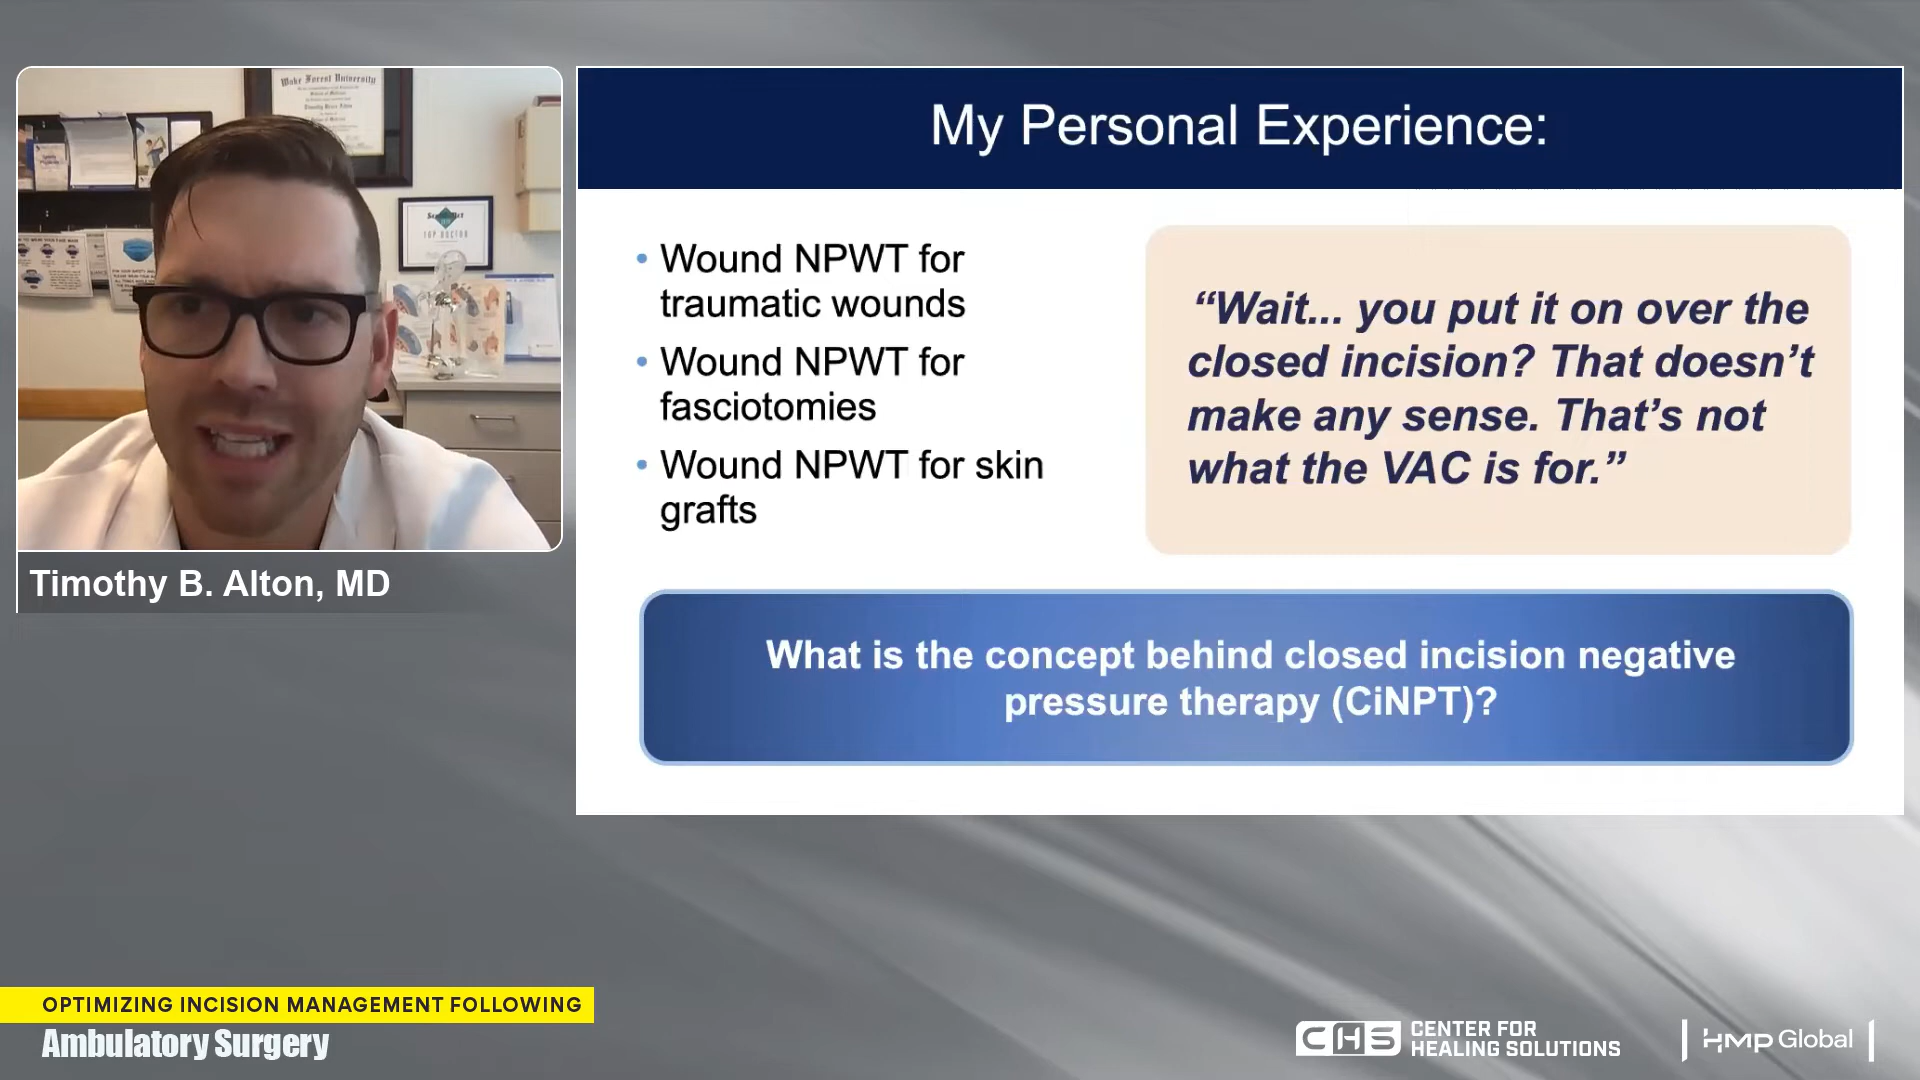 Wake Forest University
TOP DOCTOR
Timothy B. Alton, MD
My Personal Experience:
• Wound NPWT for
traumatic wounds
• Wound NPWT for
fasciotomies
• Wound NPWT for skin
grafts
“Wait... you put it on over the
closed incision? That doesn’t
make any sense. That’s not
what the VAC is for.”
What is the concept behind closed incision negative
pressure therapy (CiNPT)?
OPTIMIZING INCISION MANAGEMENT FOLLOWING
Ambulatory Surgery
CHS CENTER FOR
HEALING SOLUTIONS
HMP Global